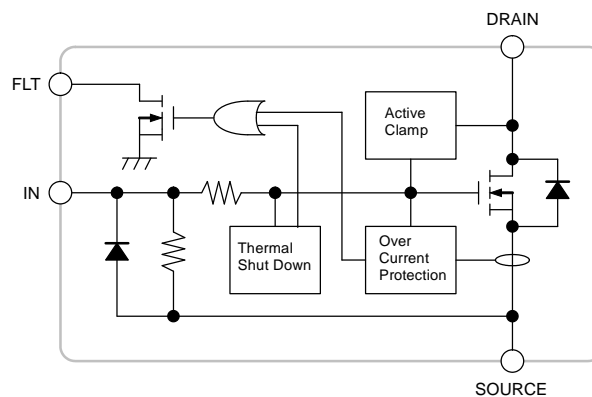 DRAIN
FLT
Active
Clamp
IN
Thermal
Shut Down
Over
Current
Protection
SOURCE